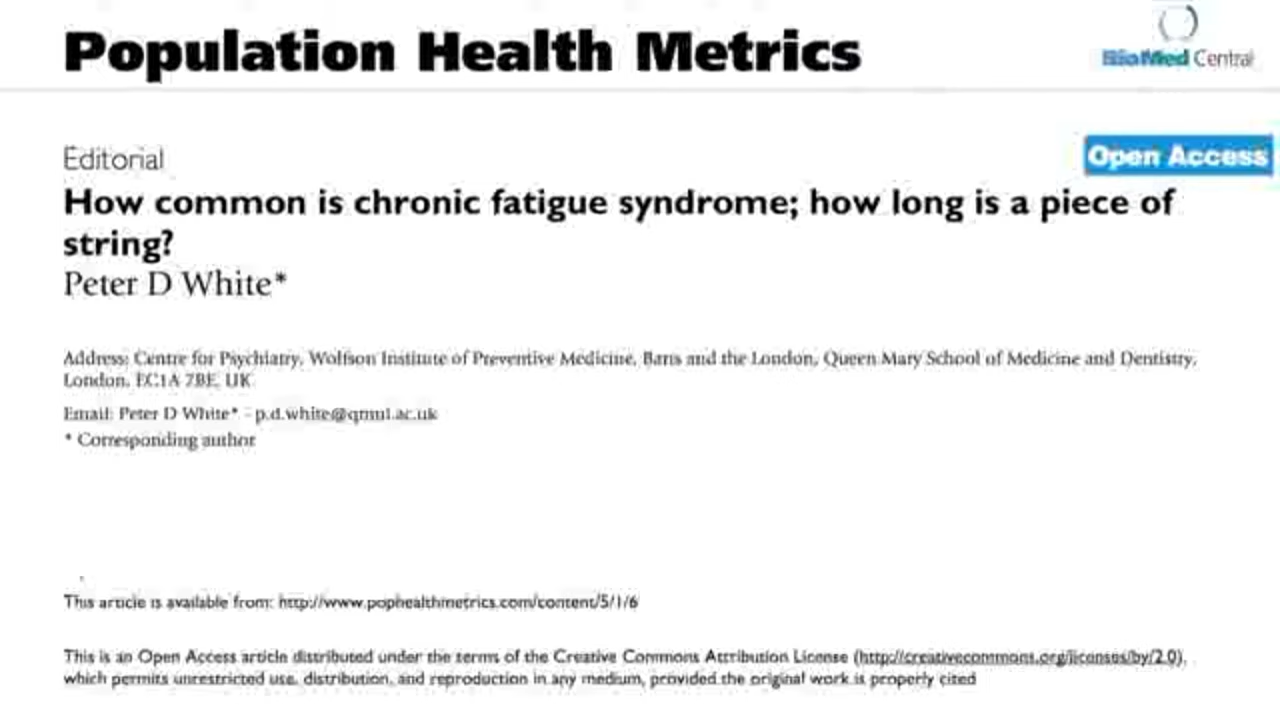 Population Health Metrics
BioMed Central
Editorial
Open Access
How common is chronic fatigue syndrome; how long is a piece of
string?
Peter D White*
Address: Centre for Psychiatry, Wolfson Institute of Preventive Medicine, Barts and the London, Queen Mary School of Medicine and Dentistry,
London, EC1A 7BE, UK
Email: Peter D White* - p.d.white@qmul.ac.uk
* Corresponding author
This article is available from: http://www.pophealthmetrics.com/content/5/1/6
This is an Open Access article distributed under the terms of the Creative Commons Attribution License (http://creativecommons.org/licenses/by/2.0),
which permits unrestricted use, distribution, and reproduction in any medium, provided the original work is properly cited